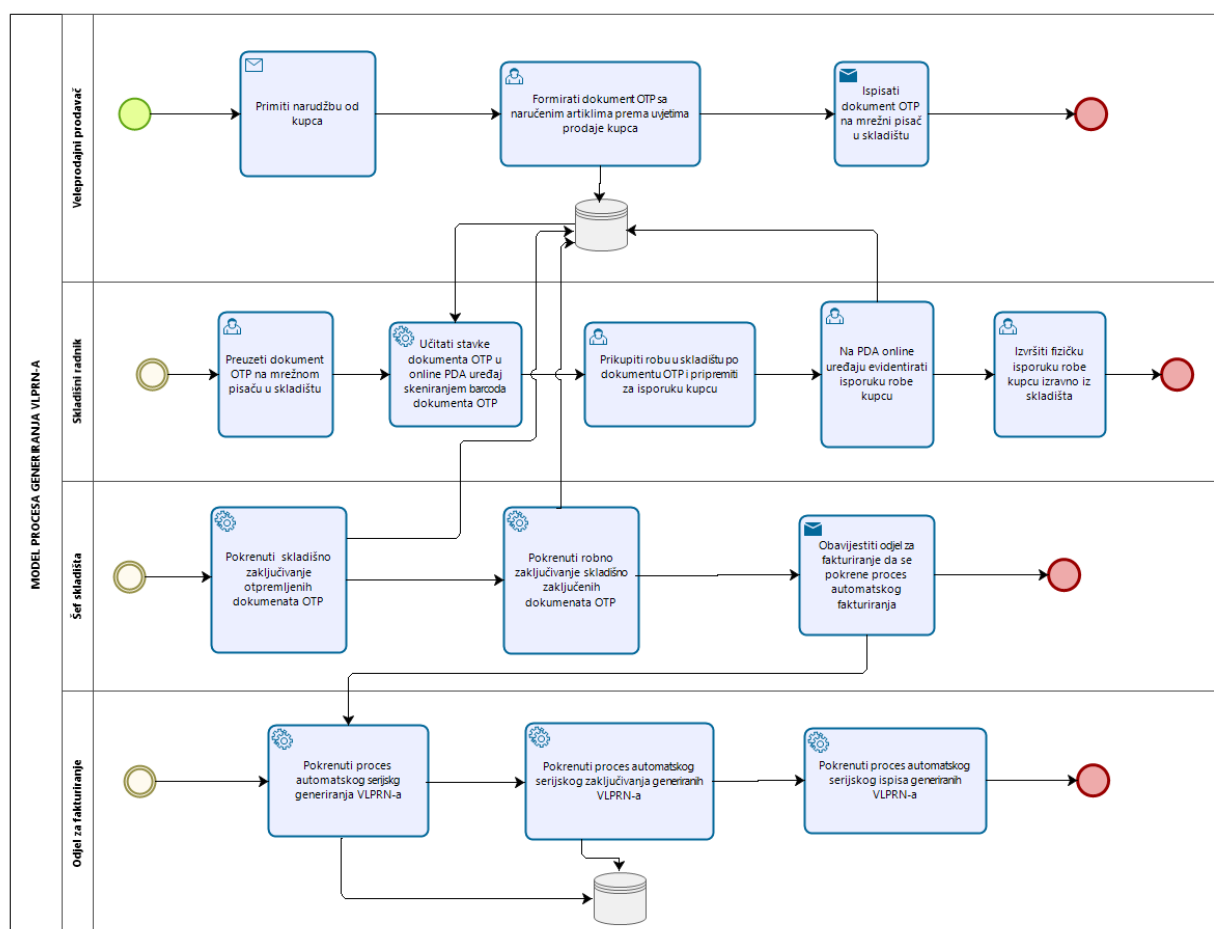 MODEL PROCESA GENERIRANJA VLPRN-A
Veleprodajni prodavač
Primiti narudžbu od
kupca
Formirati dokument OTP sa
naručenim artiklima prema uvjetima
prodaje kupca
Ispisati
dokument OTP
na mrežni pisač
u skladištu
Skladišni radnik
Preuzeti dokument
OTP na mrežnom
pisaču u skladištu
Učitati stavke
dokumenta OTP u
online PDA uređaj
skeniranjem barcoda
dokumenta OTP
Prikupiti robu u skladištu po
dokumentu OTP i pripremiti
za isporuku kupcu
Na PDA online
uređaju evidentirati
isporuku robe
kupcu
Izvršiti fizičku
isporuku robe
kupcu izravno iz
skladišta
Šef skladišta
Pokrenuti skladišno
zaključivanje
otpremljenih
dokumenata OTP
Pokrenuti robno
zaključivanje skladišno
zaključenih
dokumenata OTP
Obavijestiti odjel za
fakturiranje da se
pokrene proces
automatskog
fakturiranja
Odjel za fakturiranje
Pokrenuti proces
automatskog serijskg
generiranja VLPRN-a
Pokrenuti proces automatskog
serijskog zaključivanja generiranih
VLPRN-a
Pokrenuti proces automatskog
serijskog ispisa generiranih
VLPRN-a